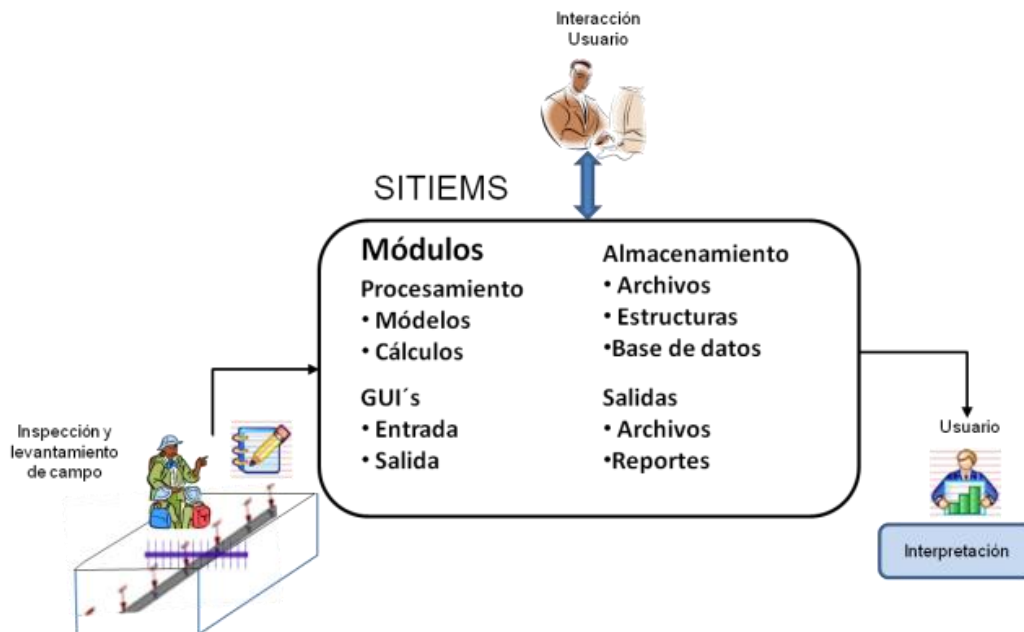 Interacción
Usuario
SITIEMS
Módulos
Procesamiento
• Módelos
• Cálculos
GUI´s
• Entrada
• Salida
Almacenamiento
• Archivos
• Estructuras
•Base de datos
Salidas
• Archivos
•Reportes
Inspección y
levantamiento
de campo
Usuario
Interpretación